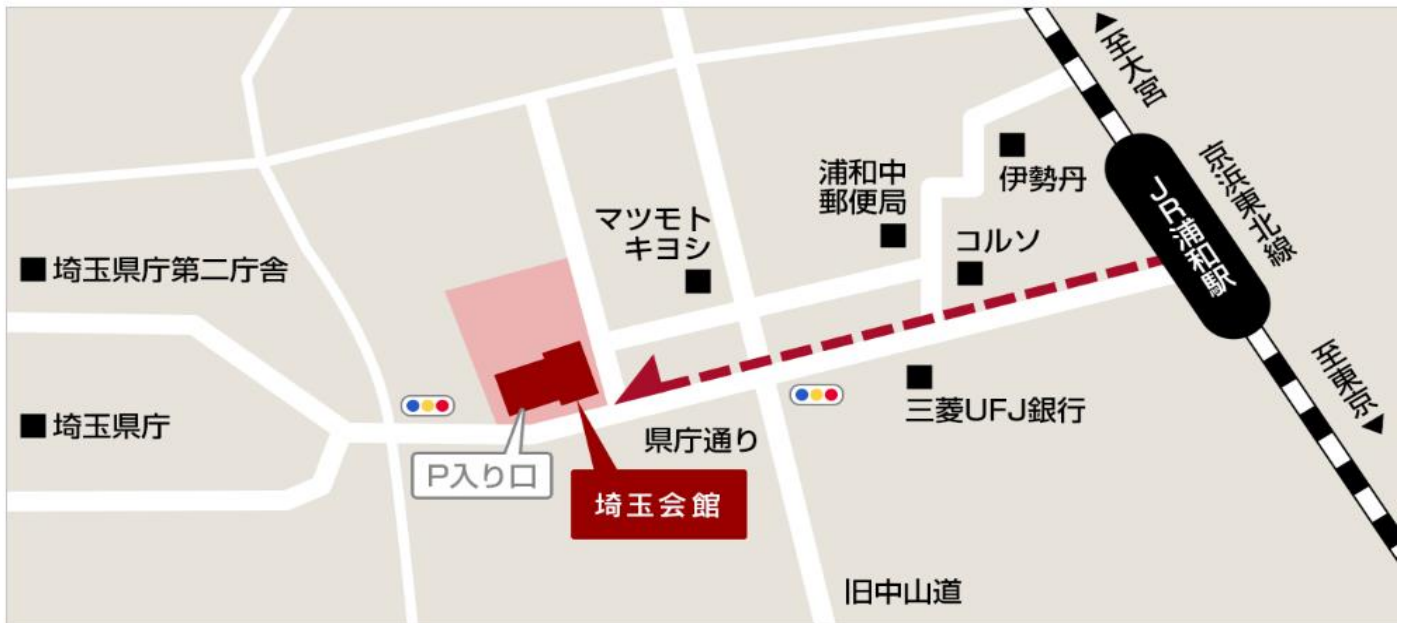 ▲至大宮
京浜東北線
JR浦和駅
至東京▼
伊勢丹
浦和中
郵便局
コルソ
マツモト
キヨシ
埼玉県庁第二庁舎
埼玉県庁
三菱UFJ銀行
県庁通り
P入り口
埼玉会館
旧中山道